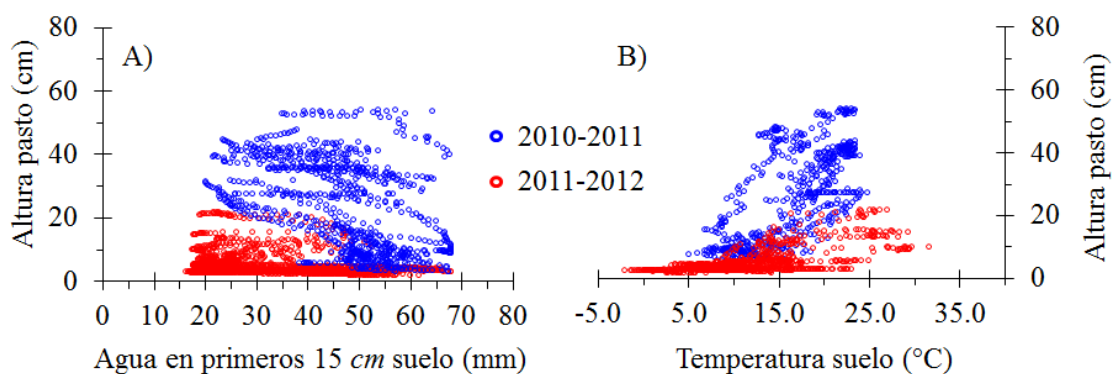 80
60
40
20
0
Altura pasto (cm)
A)
0 10 20 30 40 50 60 70 80
Agua en primeros 15 cm suelo (mm)
2010-2011
2011-2012
B)
80
60
40
20
0
Altura pasto (cm)
-5.0 5.0 15.0 25.0 35.0
Temperatura suelo (°C)